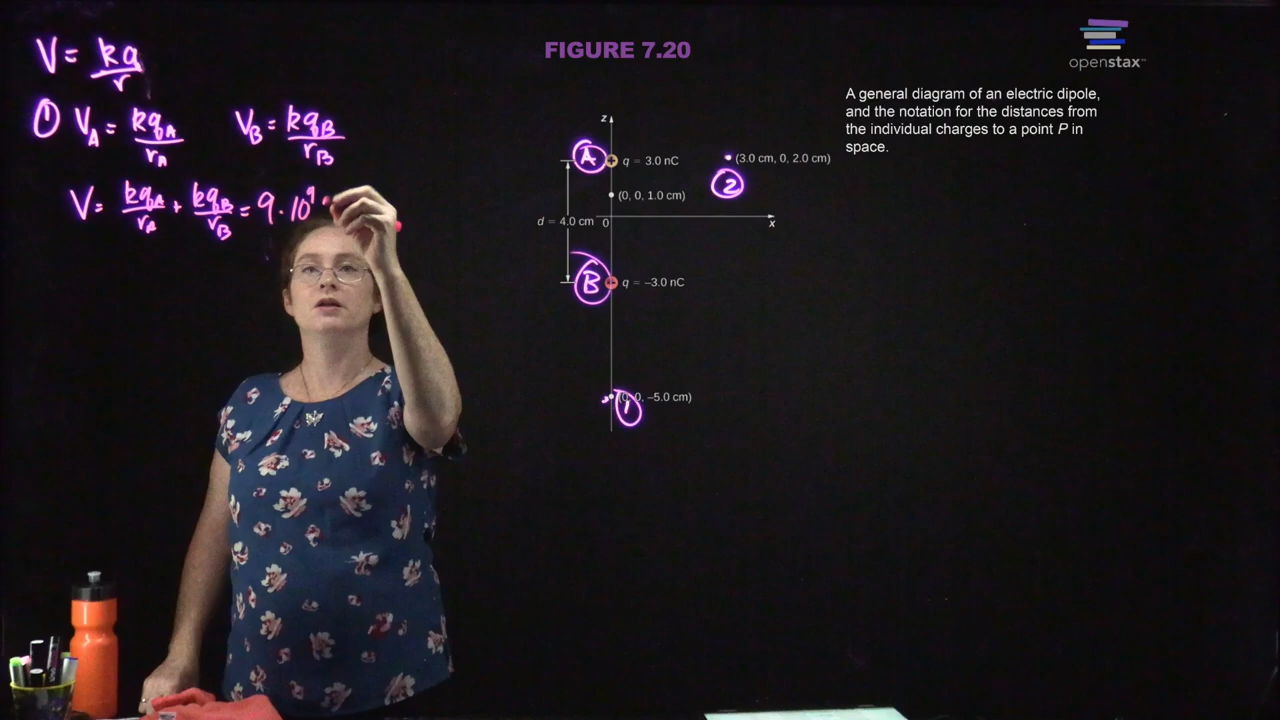 V = kq/r
FIGURE 7.20
openstax™
A general diagram of an electric dipole,
and the notation for the distances from
the individual charges to a point P in
space.
① V_A = kq_A/r_A V_B = kq_B/r_B
V = kq_A/r_A + kq_B/r_B = 9 · 10⁹
z
A + q = 3.0 nC
(3.0 cm, 0, 2.0 cm)
2
(0, 0, 1.0 cm)
d = 4.0 cm 0 x
B q = −3.0 nC
1 (0, 0, −5.0 cm)